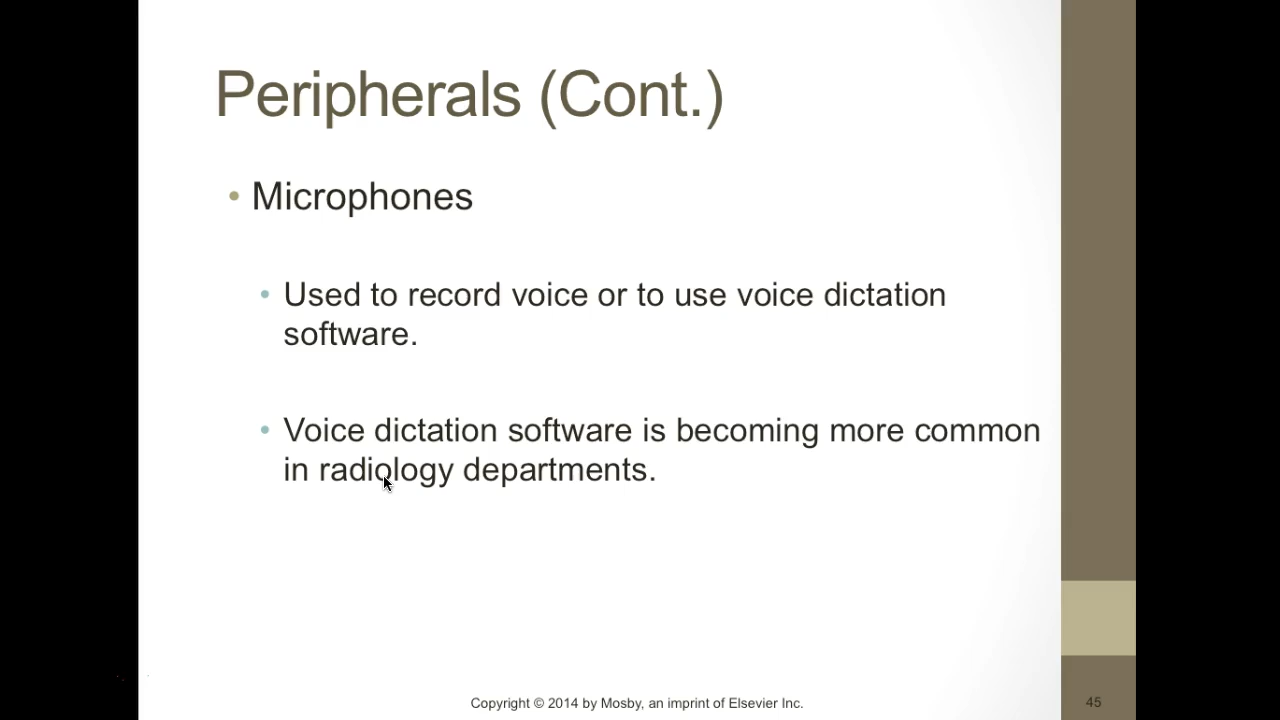 Peripherals (Cont.)
• Microphones
• Used to record voice or to use voice dictation
software.
• Voice dictation software is becoming more common
in radiology departments.
Copyright © 2014 by Mosby, an imprint of Elsevier Inc.
45